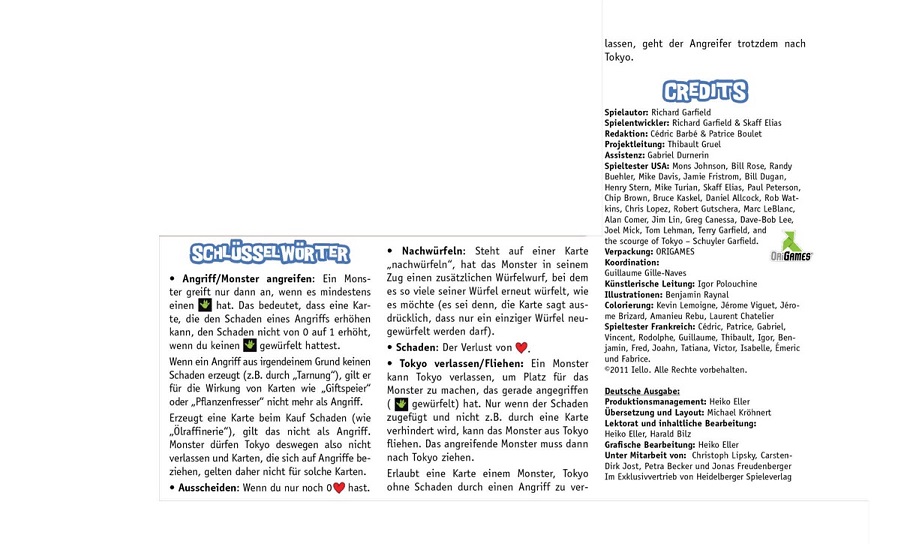 SCHLÜSSELWÖRTER
• Angriff/Monster angreifen: Ein Mons-
ter greift nur dann an, wenn es mindestens
einen hat. Das bedeutet, dass eine Kar-
te, die den Schaden eines Angriffs erhöhen
kann, den Schaden nicht von 0 auf 1 erhöht,
wenn du keinen gewürfelt hattest.
Wenn ein Angriff aus irgendeinem Grund keinen
Schaden erzeugt (z.B. durch „Tarnung"), gilt er
für die Wirkung von Karten wie „Giftspeier"
oder „Pflanzenfresser" nicht mehr als Angriff.
Erzeugt eine Karte beim Kauf Schaden (wie
„Ölraffinerie"), gilt das nicht als Angriff.
Monster dürfen Tokyo deswegen also nicht
verlassen und Karten, die sich auf Angriffe be-
ziehen, gelten daher nicht für solche Karten.
• Ausscheiden: Wenn du nur noch 0 hast.
• Nachwürfeln: Steht auf einer Karte
„nachwürfeln", hat das Monster in seinem
Zug einen zusätzlichen Würfelwurf, bei dem
es so viele seiner Würfel erneut würfelt, wie
es möchte (es sei denn, die Karte sagt aus-
drücklich, dass nur ein einziger Würfel neu-
gewürfelt werden darf).
• Schaden: Der Verlust von .
• Tokyo verlassen/Fliehen: Ein Monster
kann Tokyo verlassen, um Platz für das
Monster zu machen, das gerade angegriffen
( gewürfelt) hat. Nur wenn der Schaden
zugefügt und nicht z.B. durch eine Karte
verhindert wird, kann das Monster aus Tokyo
fliehen. Das angreifende Monster muss dann
nach Tokyo ziehen.
Erlaubt eine Karte einem Monster, Tokyo
ohne Schaden durch einen Angriff zu ver-
lassen, geht der Angreifer trotzdem nach
Tokyo.
CREDITS
Spielautor: Richard Garfield
Spielentwickler: Richard Garfield & Skaff Elias
Redaktion: Cédric Barbé & Patrice Boulet
Projektleitung: Thibault Gruel
Assistenz: Gabriel Durnerin
Spieltester USA: Mons Johnson, Bill Rose, Randy
Buehler, Mike Davis, Jamie Fristrom, Bill Dugan,
Henry Stern, Mike Turian, Skaff Elias, Paul Peterson,
Chip Brown, Bruce Kaskel, Daniel Allcock, Rob Wat-
kins, Chris Lopez, Robert Gutschera, Marc LeBlanc,
Alan Comer, Jim Lin, Greg Canessa, Dave-Bob Lee,
Joel Mick, Tom Lehman, Terry Garfield, and
the scourge of Tokyo – Schuyler Garfield.
Verpackung: ORIGAMES
ORIGAMES
Koordination:
Guillaume Gille-Naves
Künstlerische Leitung: Igor Polouchine
Illustrationen: Benjamin Raynal
Colorierung: Kevin Lemoigne, Jérome Viguet, Jéro-
me Brizard, Amanieu Rebu, Laurent Chatelier
Spieltester Frankreich: Cédric, Patrice, Gabriel,
Vincent, Rodolphe, Guillaume, Thibault, Igor, Ben-
jamin, Fred, Joahn, Tatiana, Victor, Isabelle, Émeric
und Fabrice.
©2011 Iello. Alle Rechte vorbehalten.
Deutsche Ausgabe:
Produktionsmanagement: Heiko Eller
Übersetzung und Layout: Michael Kröhnert
Lektorat und inhaltliche Bearbeitung:
Heiko Eller, Harald Bilz
Grafische Bearbeitung: Heiko Eller
Unter Mitarbeit von: Christoph Lipsky, Carsten-
Dirk Jost, Petra Becker und Jonas Freudenberger
Im Exklusivvertrieb von Heidelberger Spieleverlag